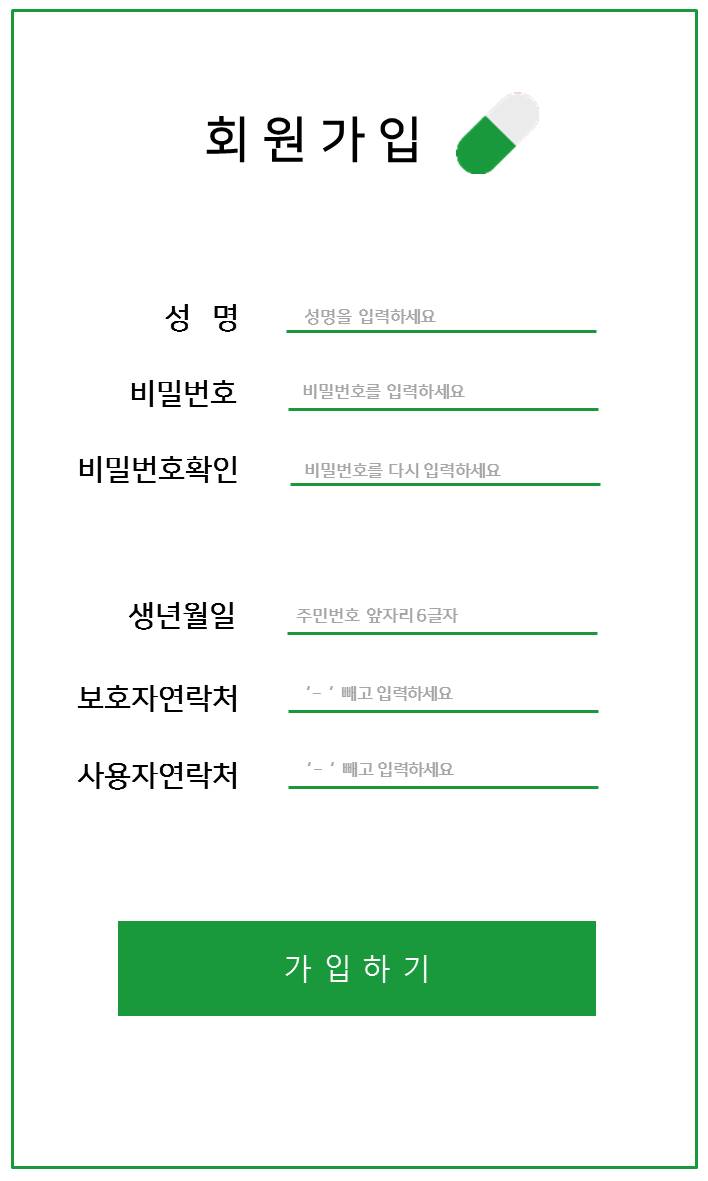 회원가입
성 명 성명을 입력하세요
비밀번호 비밀번호를 입력하세요
비밀번호확인 비밀번호를 다시 입력하세요
생년월일 주민번호 앞자리6글자
보호자연락처 ‘- ‘ 빼고 입력하세요
사용자연락처 ‘- ‘ 빼고 입력하세요
가입하기